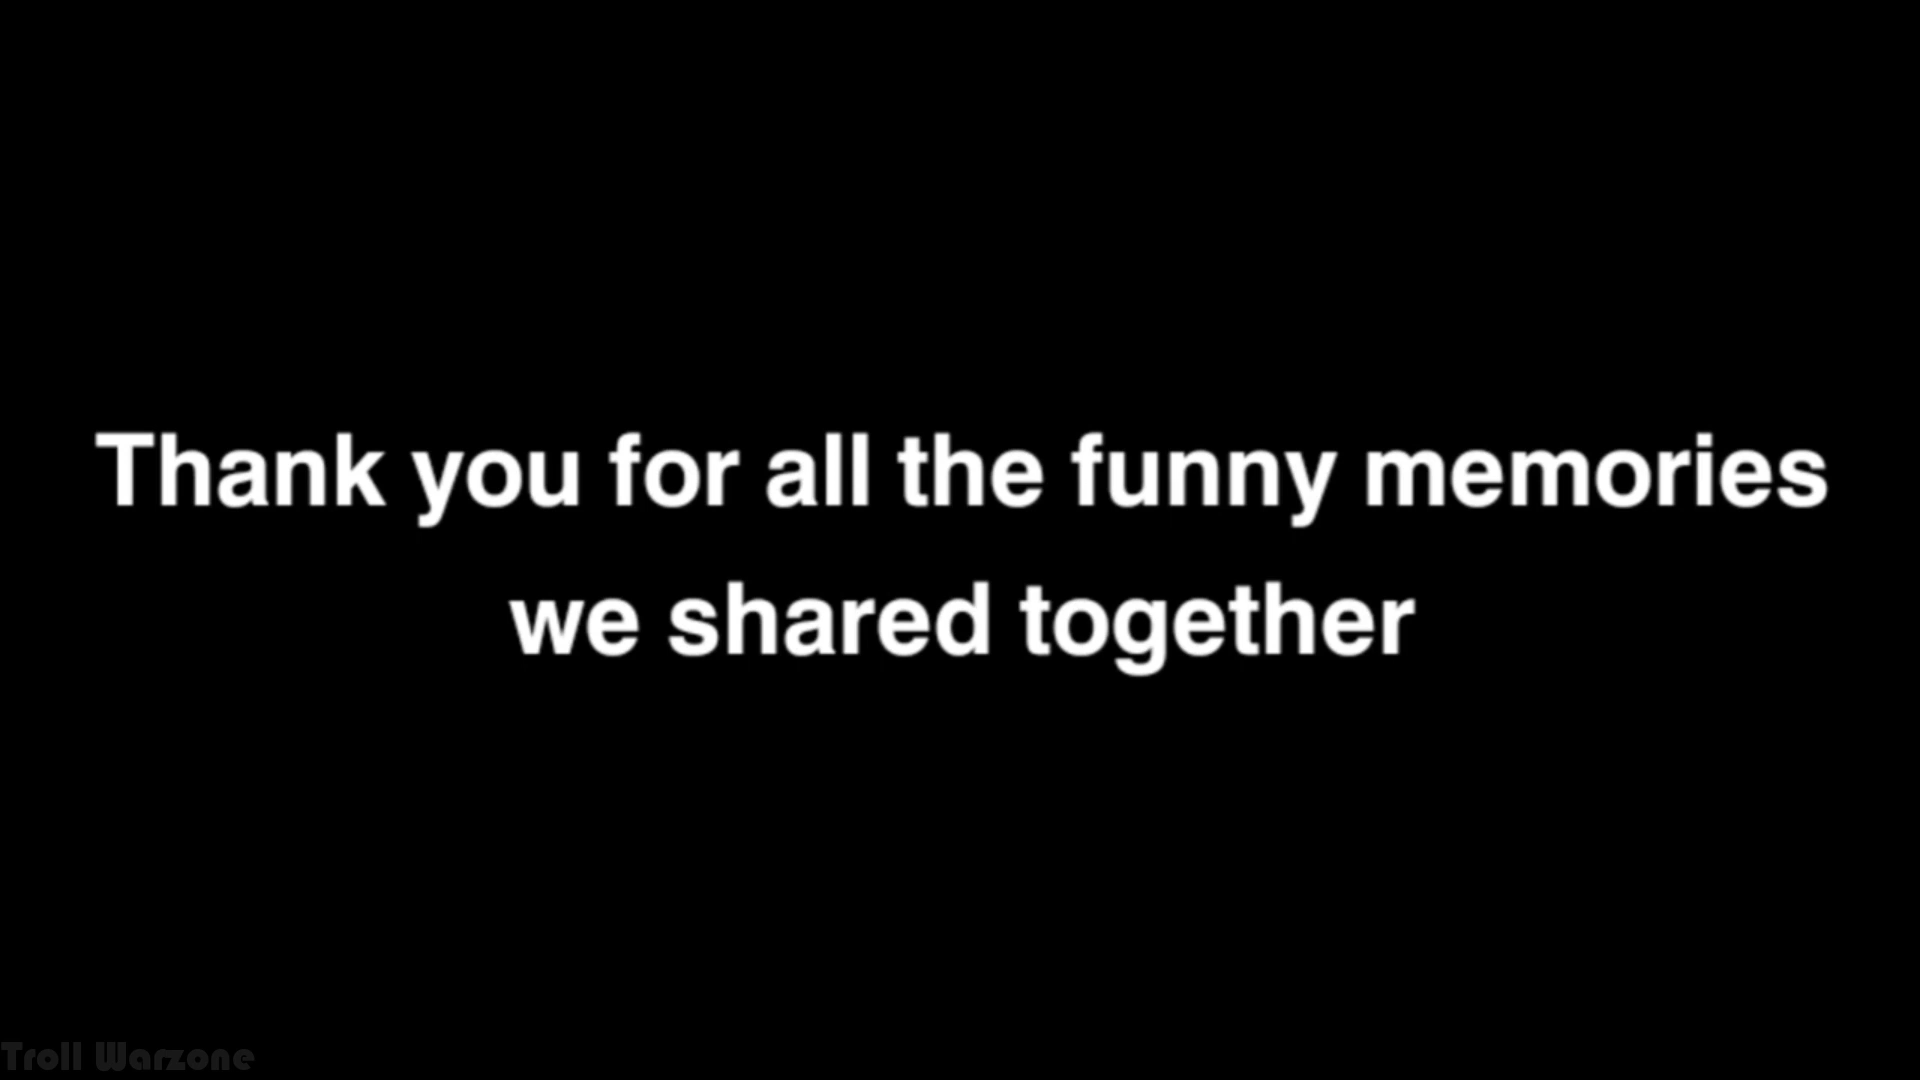 Thank you for all the funny memories
we shared together
Troll Warzone